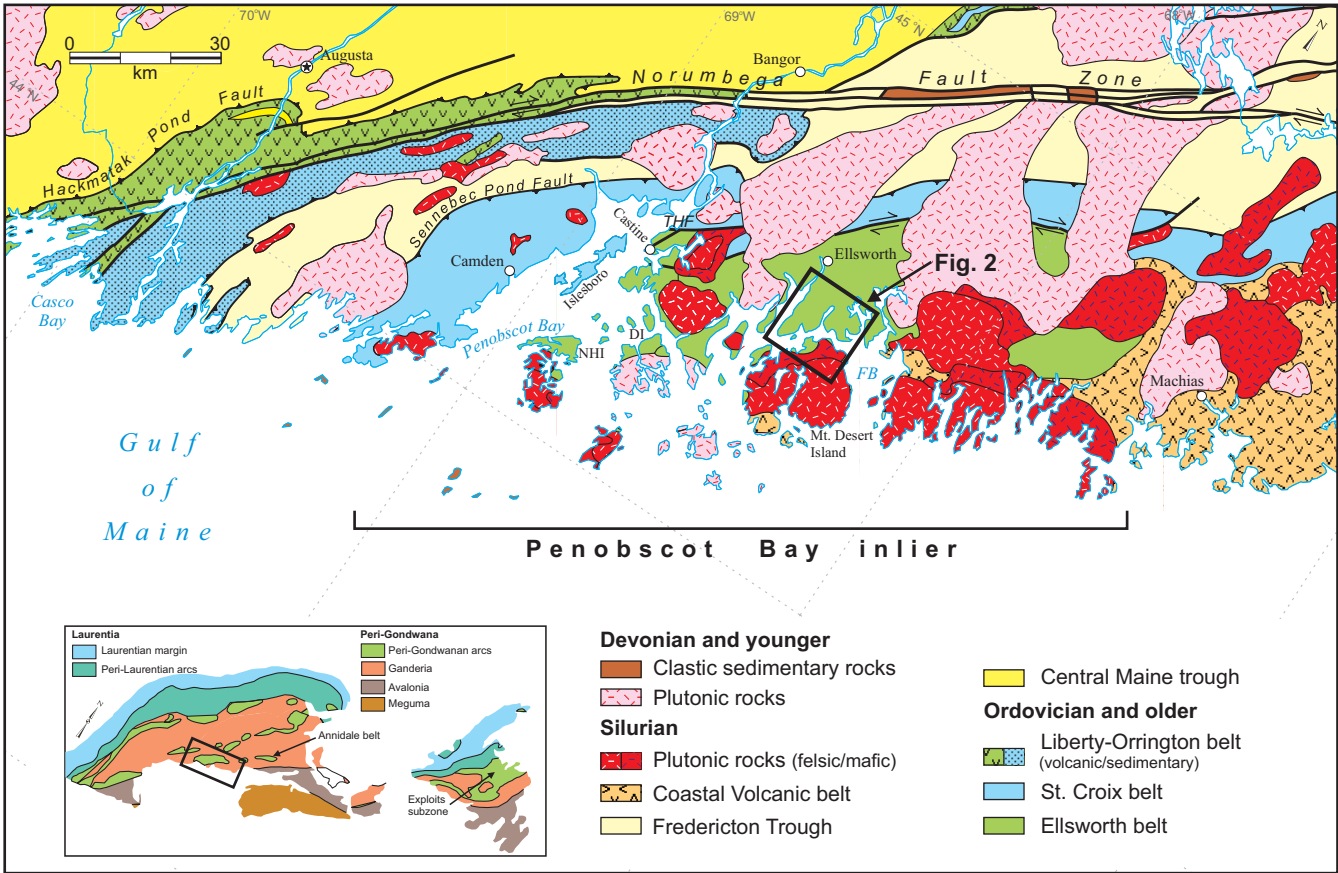 70°W
69°W
45°N
68°W
N
0
30
km
Augusta
Bangor
44°N
Norumbega Fault Zone
Hackmatak Pond Fault
Sennebec Pond Fault
THF
Castine
Ellsworth
Fig. 2
Camden
Islesboro
Casco
Bay
Penobscot Bay
DI
NHI
FB
Machias
Mt. Desert
Island
Gulf
of
Maine
Penobscot Bay inlier
Laurentia
Laurentian margin
Peri-Laurentian arcs
Peri-Gondwana
Peri-Gondwanan arcs
Ganderia
Avalonia
Meguma
N
Annidale belt
Exploits
subzone
Devonian and younger
Clastic sedimentary rocks
Plutonic rocks
Silurian
Plutonic rocks (felsic/mafic)
Coastal Volcanic belt
Fredericton Trough
Central Maine trough
Ordovician and older
Liberty-Orrington belt
(volcanic/sedimentary)
St. Croix belt
Ellsworth belt